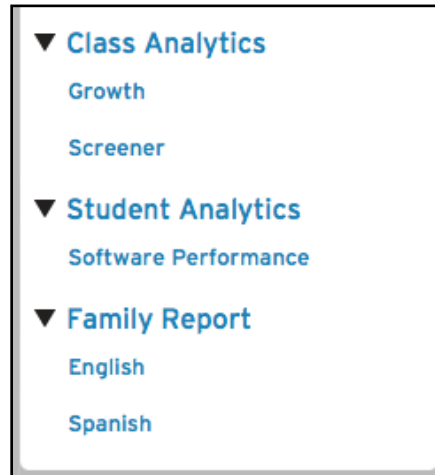 Class Analytics
Growth
Screener
Student Analytics
Software Performance
Family Report
English
Spanish